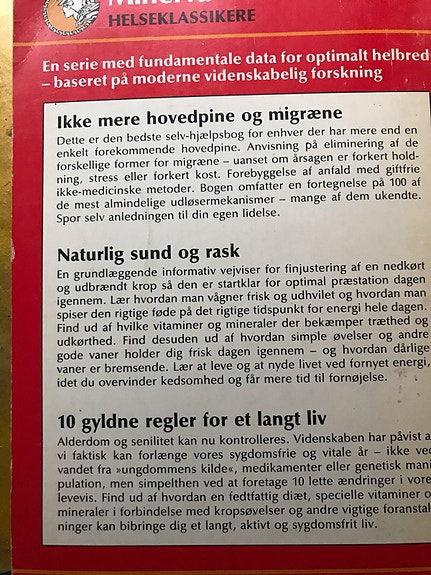 Minerva
HELSEKLASSIKERE
En serie med fundamentale data for optimalt helbred
– baseret på moderne videnskabelig forskning
Ikke mere hovedpine og migræne
Dette er den bedste selv-hjælpsbog for enhver der har mere end en
enkelt forekommende hovedpine. Anvisning på eliminering af de
forskellige former for migræne – uanset om årsagen er forkert hold-
ning, stress eller forkert kost. Forebyggelse af anfald med giftfrie
ikke-medicinske metoder. Bogen omfatter en fortegnelse på 100 af
de mest almindelige udløsermekanismer – mange af dem ukendte.
Spor selv anledningen til din egen lidelse.
Naturlig sund og rask
En grundlæggende informativ vejviser for finjustering af en nedkørt
og udbrændt krop så den er startklar for optimal præstation dagen
igennem. Lær hvordan man vågner frisk og udhvilet og hvordan man
spiser den rigtige føde på det rigtige tidspunkt for energi hele dagen.
Find ud af hvilke vitaminer og mineraler der bekæmper træthed og
udkørthed. Find desuden ud af hvordan simple øvelser og andre
gode vaner holder dig frisk dagen igennem – og hvordan dårlige
vaner er bremsende. Lær at leve og at nyde livet ved fornyet energi,
idet du overvinder kedsomhed og får mere tid til fornøjelse.
10 gyldne regler for et langt liv
Alderdom og senilitet kan nu kontrolleres. Videnskaben har påvist a
vi faktisk kan forlænge vores sygdomsfrie og vitale år – ikke ved
vandet fra »ungdommens kilde«, medikamenter eller genetisk mani
pulation, men simpelthen ved at foretage 10 lette ændringer i vore
levevis. Find ud af hvordan en fedtfattig diæt, specielle vitaminer o
mineraler i forbindelse med kropsøvelser og andre vigtige foranstal
ninger kan bibringe dig et langt, aktivt og sygdomsfrit liv.